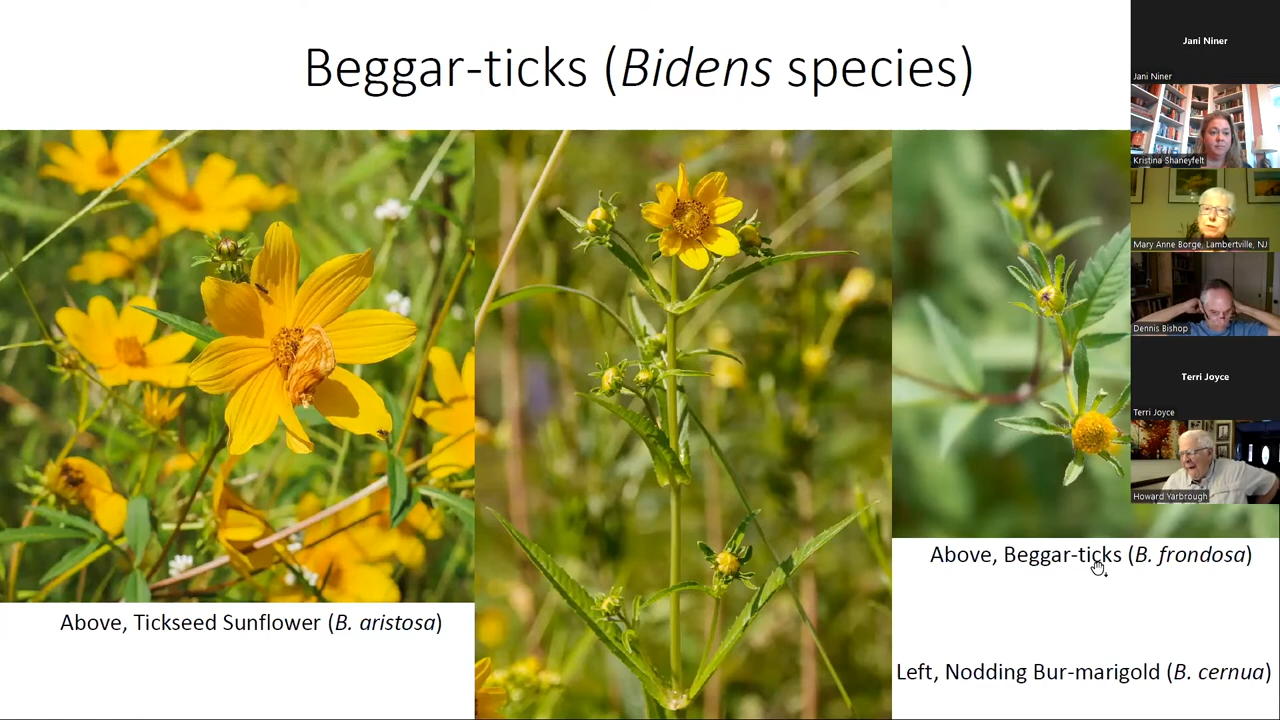 Beggar-ticks (Bidens species)
Jani Niner
Jani Niner
Kristina Shaneyfelt
Mary Anne Borge, Lambertville, NJ
Dennis Bishop
Terri Joyce
Terri Joyce
Howard Yarbrough
Above, Beggar-ticks (B. frondosa)
Above, Tickseed Sunflower (B. aristosa)
Left, Nodding Bur-marigold (B. cernua)